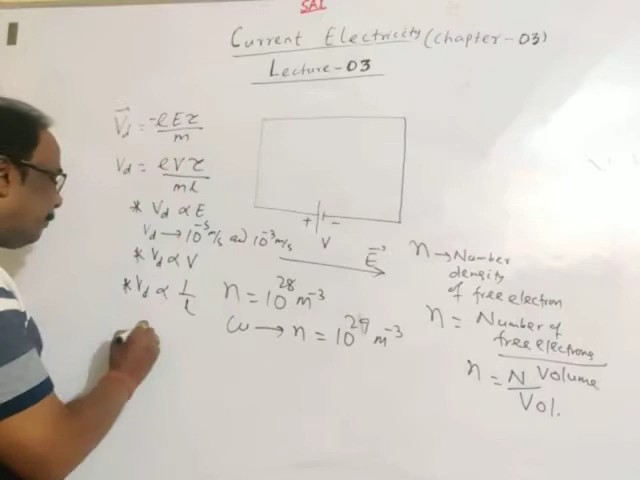 SAI
Current Electricity (Chapter-03)
Lecture-03
V⃗d = -eEτ/m
Vd = eVτ/ml
* Vd ∝ E
Vd → 10⁻⁵ m/s and 10⁻³ m/s
* Vd ∝ V
* Vd ∝ 1/l
+ -
V
E⃗
n = 10²⁸ m⁻³
Cu → n = 10²⁹ m⁻³
n → Number
density
of free electron
n = Number of
free electrons
Volume
n = N
Vol.